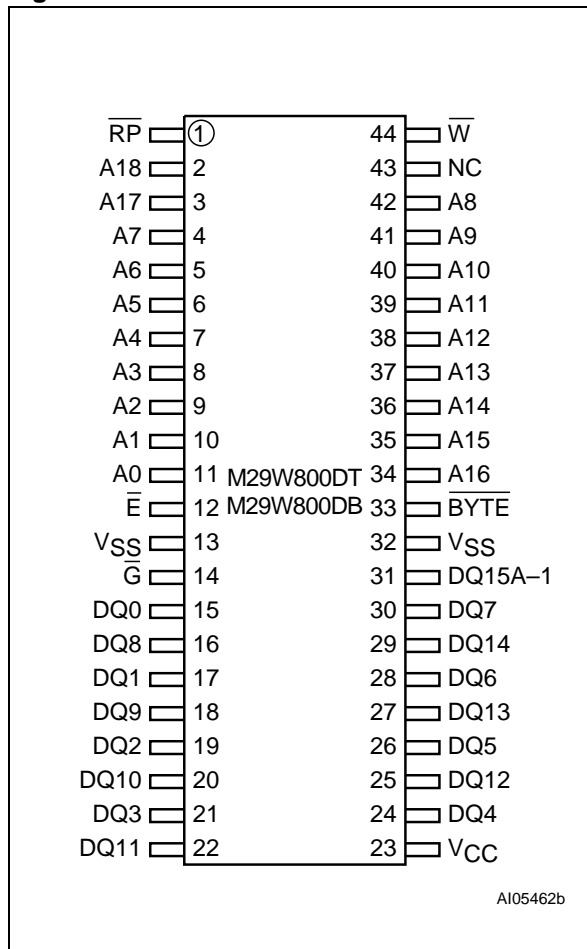 R̅P̅ 1 44 W̅
A18 2 43 NC
A17 3 42 A8
A7 4 41 A9
A6 5 40 A10
A5 6 39 A11
A4 7 38 A12
A3 8 37 A13
A2 9 36 A14
A1 10 35 A15
A0 11 M29W800DT 34 A16
E̅ 12 M29W800DB 33 B̅Y̅T̅E̅
VSS 13 32 VSS
G̅ 14 31 DQ15A–1
DQ0 15 30 DQ7
DQ8 16 29 DQ14
DQ1 17 28 DQ6
DQ9 18 27 DQ13
DQ2 19 26 DQ5
DQ10 20 25 DQ12
DQ3 21 24 DQ4
DQ11 22 23 VCC
AI05462b